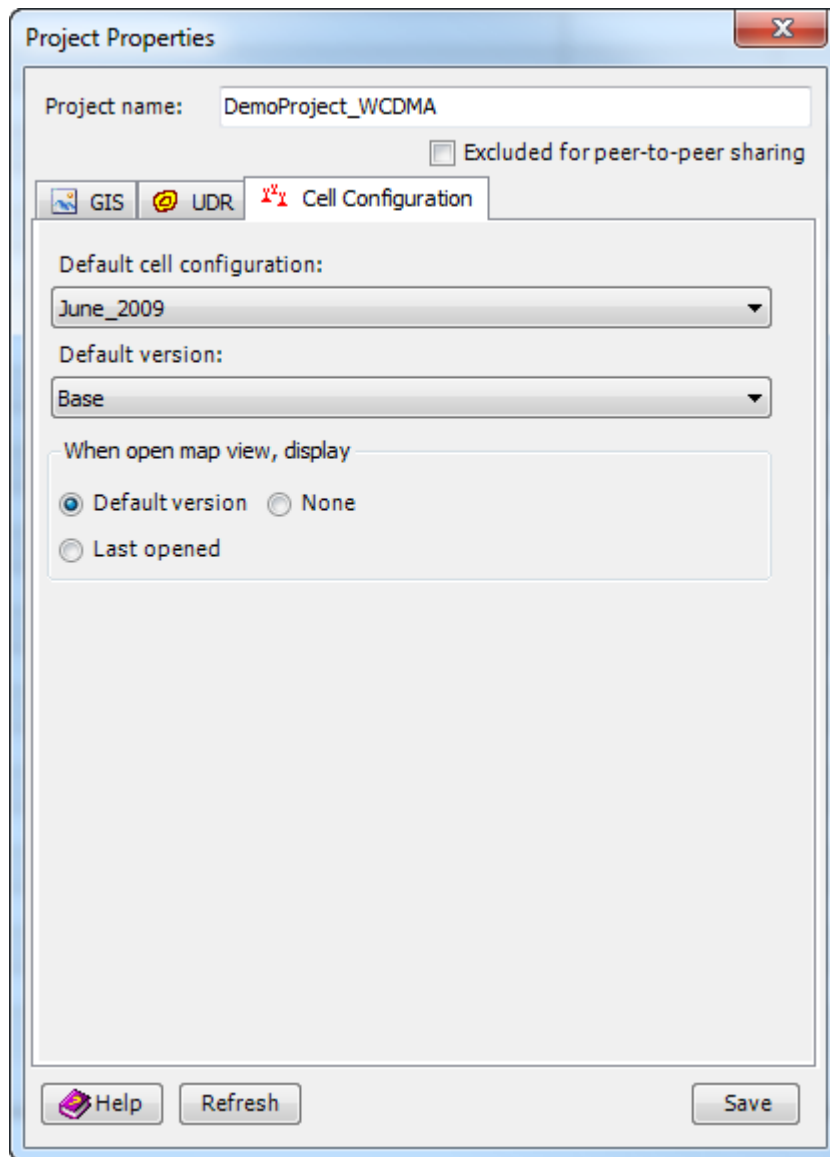 Project Properties
Project name: DemoProject_WCDMA
Excluded for peer-to-peer sharing
GIS UDR Cell Configuration
Default cell configuration:
June_2009
Default version:
Base
When open map view, display
Default version None
Last opened
Help Refresh Save